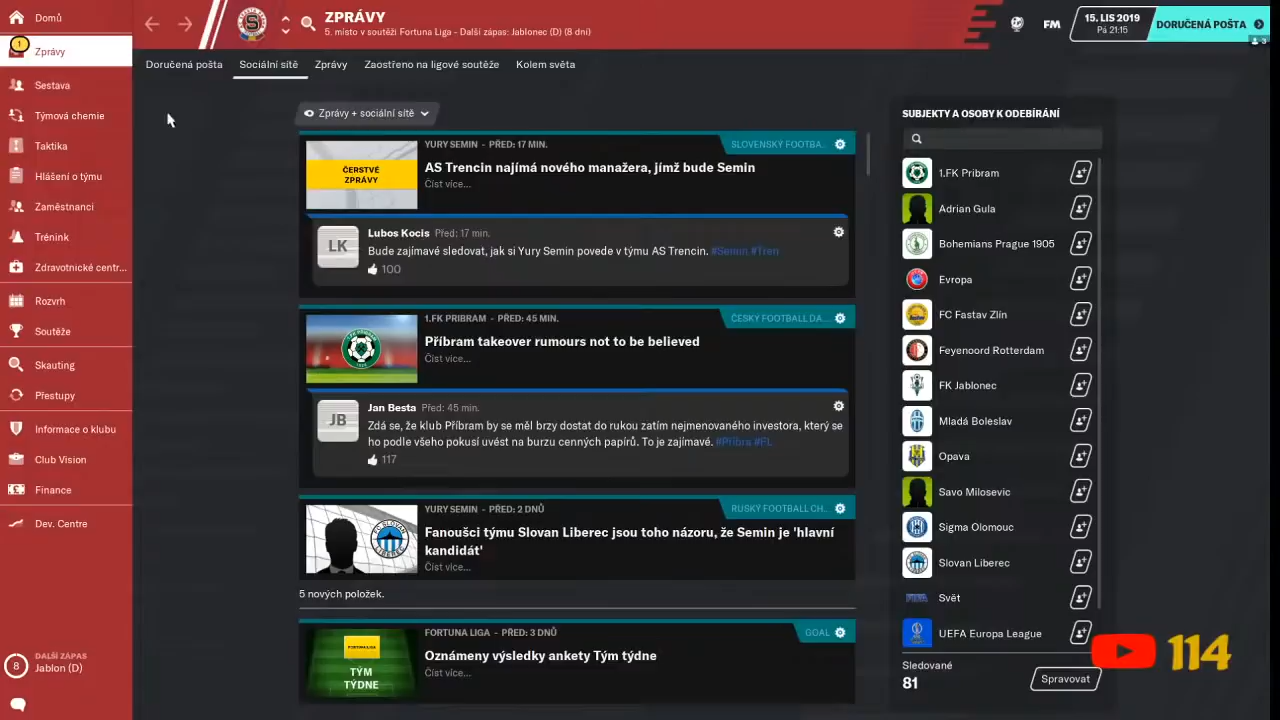 Domů
1
Zprávy
Sestava
Týmová chemie
Taktika
Hlášení o týmu
Zaměstnanci
Trénink
Zdravotnické centr...
Rozvrh
Soutěže
Skauting
Přestupy
Informace o klubu
Club Vision
Finance
Dev. Centre
8
DALŠÍ ZÁPAS
Jablon (D)
ZPRÁVY
5. místo v soutěži Fortuna Liga - Další zápas: Jablonec (D) (8 dní)
FM
15. LIS 2019
Pá 21:15
DORUČENÁ POŠTA
3
Doručená pošta
Sociální sítě
Zprávy
Zaostřeno na ligové soutěže
Kolem světa
Zprávy + sociální sítě
ČERSTVÉ
ZPRÁVY
YURY SEMIN - PŘED: 17 MIN.
SLOVENSKÝ FOOTBA..
AS Trencin najímá nového manažera, jímž bude Semin
Číst více...
LK
Lubos Kocis Před: 17 min.
Bude zajímavé sledovat, jak si Yury Semin povede v týmu AS Trencin. #Semin #Tren
100
1.FK PRIBRAM - PŘED: 45 MIN.
ČESKÝ FOOTBALL DA...
Příbram takeover rumours not to be believed
Číst více...
JB
Jan Besta Před: 45 min.
Zdá se, že klub Příbram by se měl brzy dostat do rukou zatím nejmenovaného investora, který se
ho podle všeho pokusí uvést na burzu cenných papírů. To je zajímavé. #Příbra #FL
117
YURY SEMIN - PŘED: 2 DNŮ
RUSKÝ FOOTBALL CH..
Fanoušci týmu Slovan Liberec jsou toho názoru, že Semin je 'hlavní
kandidát'
Číst více...
5 nových položek.
FORTUNA:LIGA
TÝM
TÝDNE
FORTUNA LIGA - PŘED: 3 DNŮ
GOAL
Oznámeny výsledky ankety Tým týdne
Číst více...
SUBJEKTY A OSOBY K ODEBÍRÁNÍ
1.FK Pribram
Adrian Gula
Bohemians Prague 1905
Evropa
FC Fastav Zlín
Feyenoord Rotterdam
FK Jablonec
Mladá Boleslav
Opava
Savo Milosevic
Sigma Olomouc
Slovan Liberec
FIFA
Svět
UEFA Europa League
Sledované
81
Spravovat
114